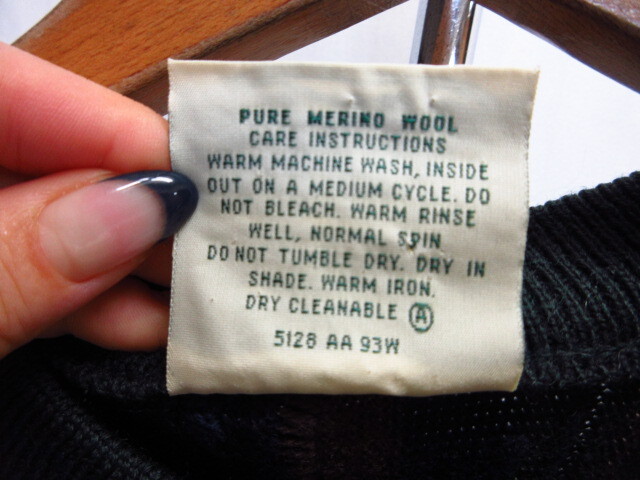 PURE MERINO WOOL
CARE INSTRUCTIONS
WARM MACHINE WASH, INSIDE
OUT ON A MEDIUM CYCLE. DO
NOT BLEACH. WARM RINSE
WELL, NORMAL SPIN
DO NOT TUMBLE DRY. DRY IN
SHADE. WARM IRON.
DRY CLEANABLE Ⓐ
5128 AA 93W